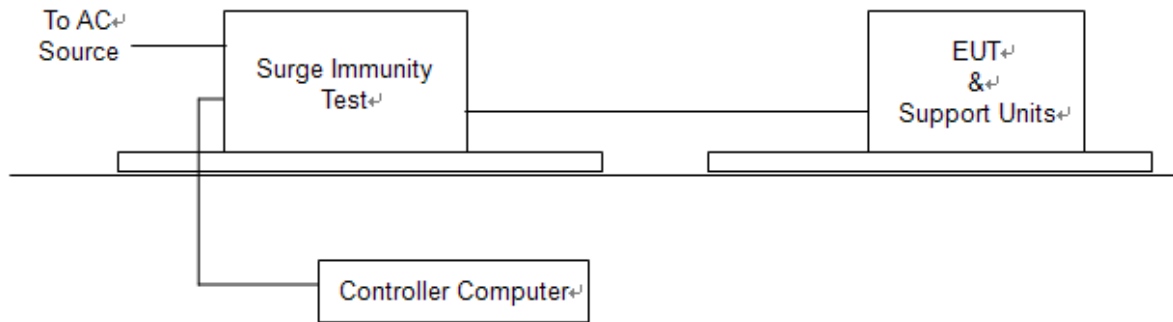 To AC↵
Source
Surge Immunity
Test↵
EUT↵
&↵
Support Units↵
Controller Computer↵